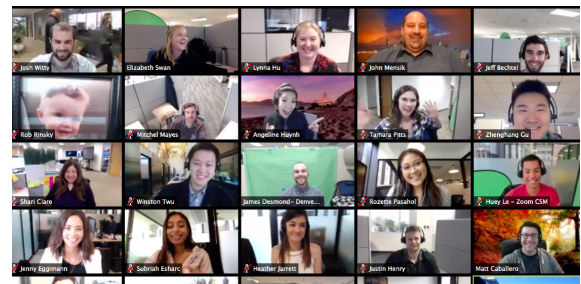 Josh Witty
Elizabeth Swan
Lynna Hu
John Mensik
Jeff Bechtel
Rob Rinsky
Mitchel Mayes
Angeline Huynh
Tamara Pitts
Zhenghang Gu
Shari Clare
Winston Twu
James Desmond- Denve...
Rozette Pasahol
Huey Le - Zoom CSM
Jenny Eggimann
Subriah Esharc
Heather Jarrett
Justin Henry
Matt Caballero